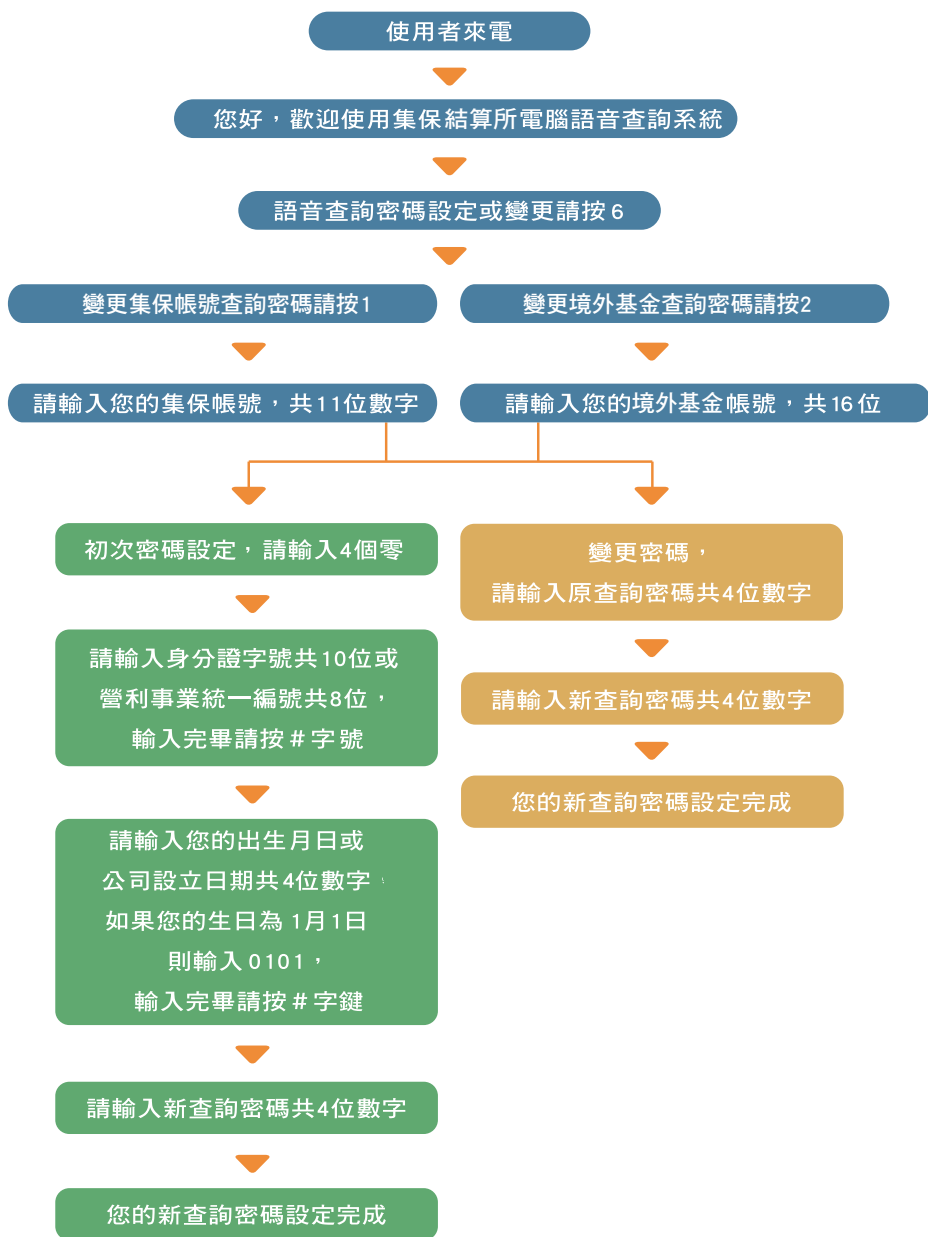 使用者來電
您好，歡迎使用集保結算所電腦語音查詢系統
語音查詢密碼設定或變更請按6
變更集保帳號查詢密碼請按1
變更境外基金查詢密碼請按2
請輸入您的集保帳號，共11位數字
請輸入您的境外基金帳號，共16位
初次密碼設定，請輸入4個零
請輸入身分證字號共10位或
營利事業統一編號共8位，
輸入完畢請按#字號
請輸入您的出生月日或
公司設立日期共4位數字，
如果您的生日為1月1日
則輸入0101，
輸入完畢請按#字鍵
請輸入新查詢密碼共4位數字
您的新查詢密碼設定完成
變更密碼，
請輸入原查詢密碼共4位數字
請輸入新查詢密碼共4位數字
您的新查詢密碼設定完成